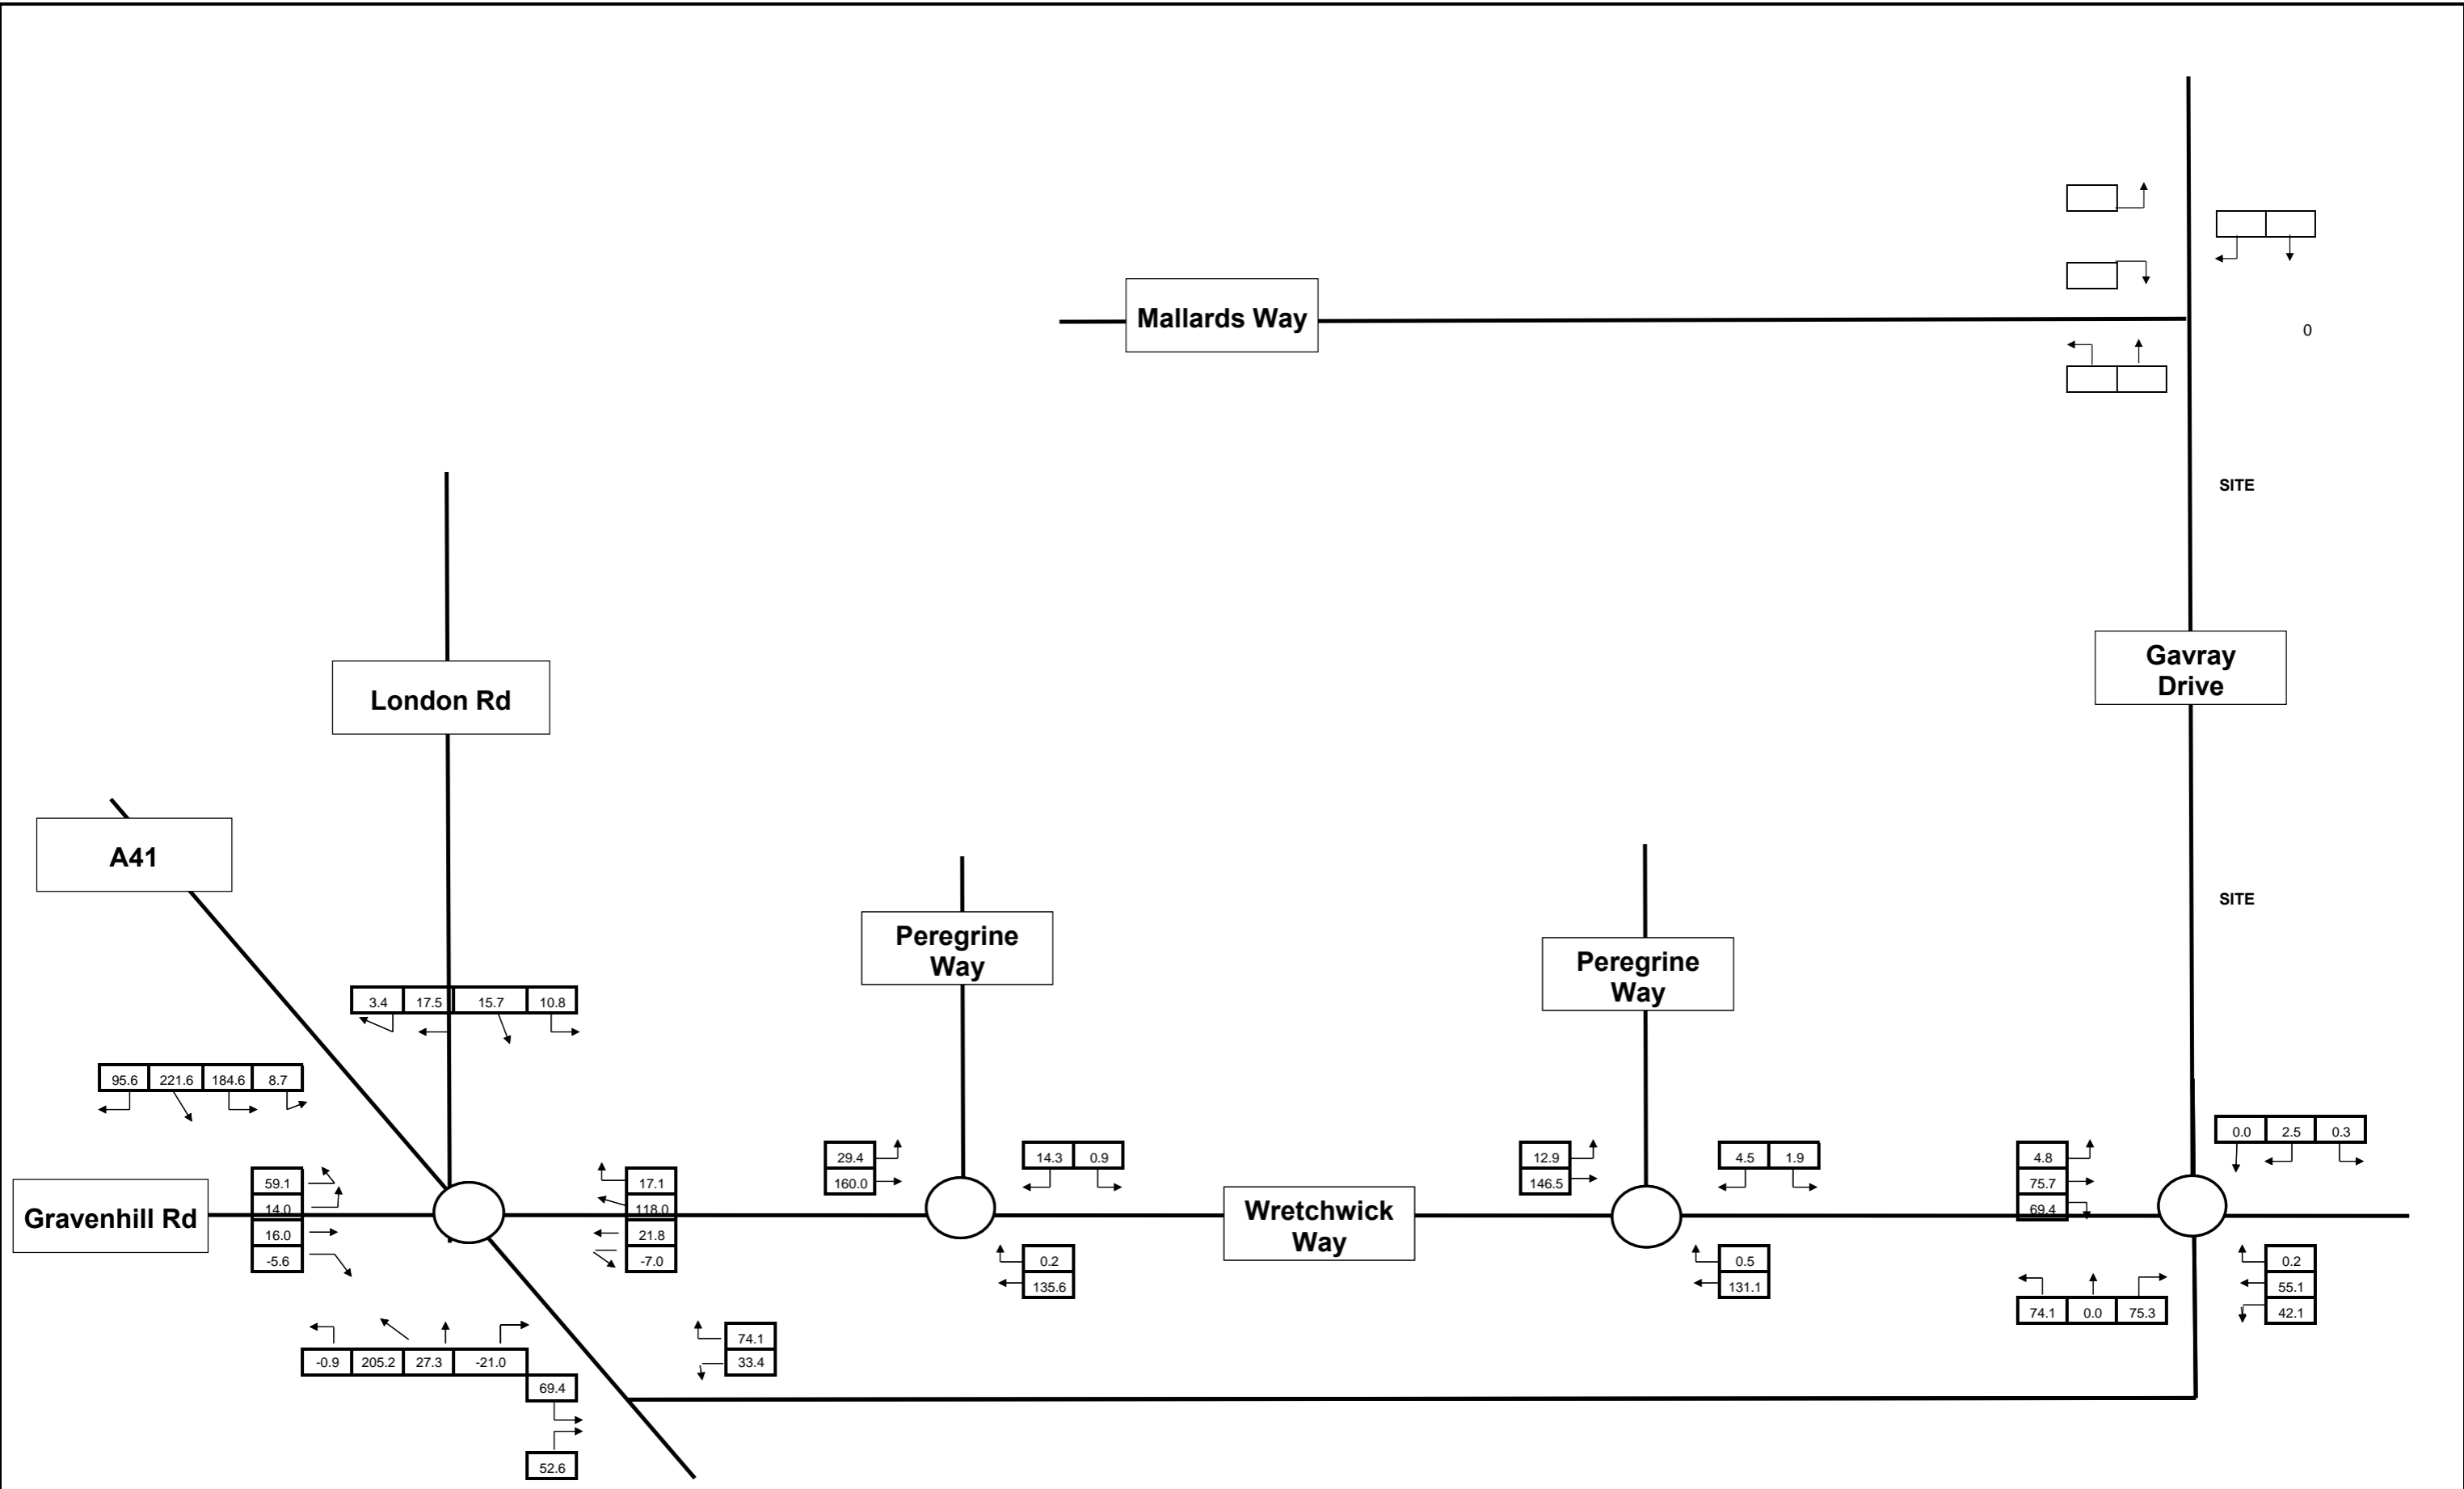 Mallards Way
0
SITE
London Rd
Gavray
Drive
A41
SITE
Peregrine
Way
Peregrine
Way
3.4 17.5 15.7 10.8
95.6 221.6 184.6 8.7
0.0 2.5 0.3
29.4
160.0
14.3 0.9
12.9
146.5
4.5 1.9
4.8
75.7
69.4
Gravenhill Rd
59.1
14.0
16.0
-5.6
17.1
118.0
21.8
-7.0
Wretchwick
Way
0.2
135.6
0.5
131.1
0.2
55.1
42.1
74.1 0.0 75.3
74.1
33.4
-0.9 205.2 27.3 -21.0
69.4
52.6